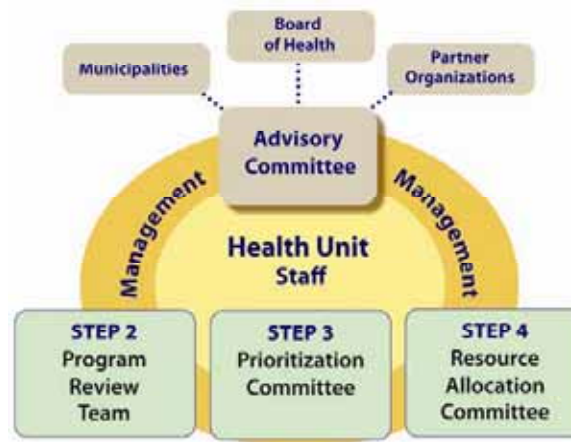 Board
of Health
Municipalities
Partner
Organizations
Advisory
Committee
Management
Management
Health Unit
Staff
STEP 2
Program
Review
Team
STEP 3
Prioritization
Committee
STEP 4
Resource
Allocation
Committee